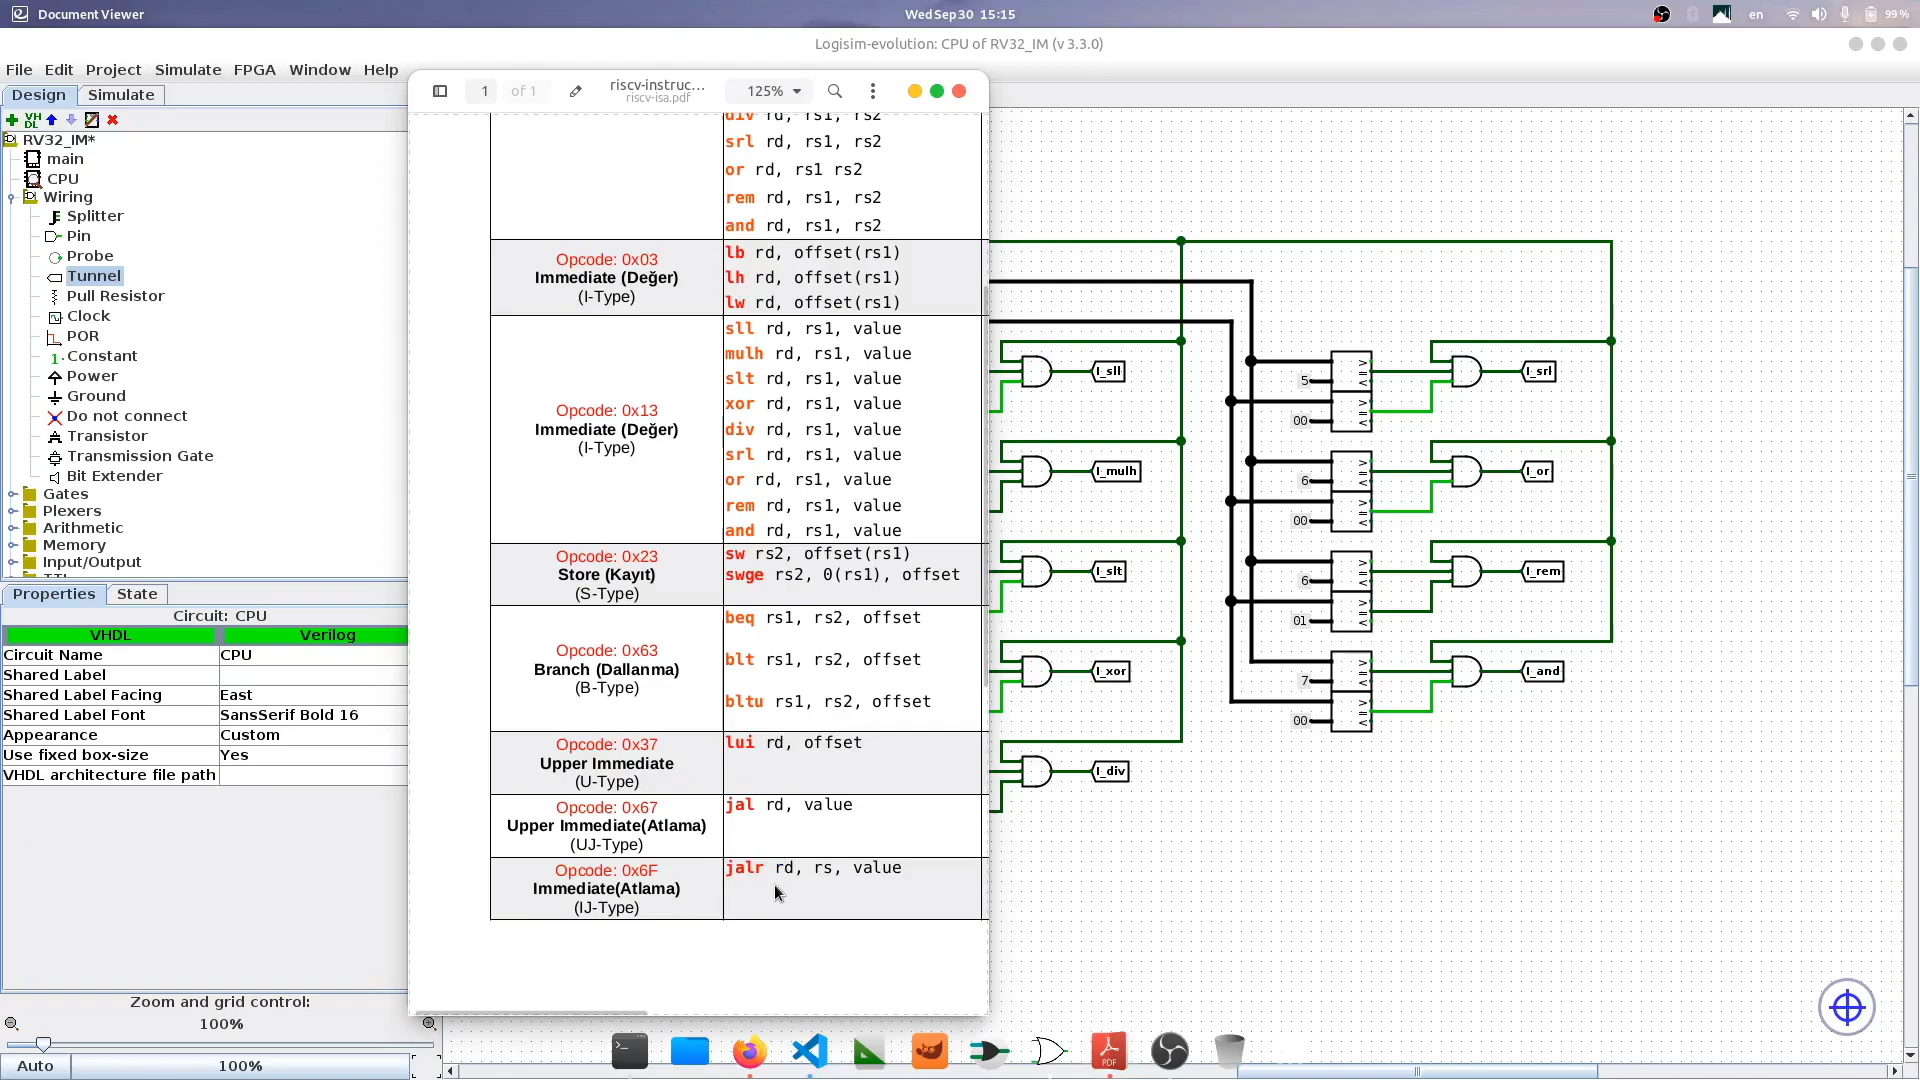 Document Viewer
Wed Sep 30 15:15
en
99%
Logisim-evolution: CPU of RV32_IM (v 3.3.0)
File Edit Project Simulate FPGA Window Help
Design Simulate
VH
DL
RV32_IM*
main
CPU
Wiring
Splitter
Pin
Probe
Tunnel
Pull Resistor
Clock
POR
Constant
Power
Ground
Do not connect
Transistor
Transmission Gate
Bit Extender
Gates
Plexers
Arithmetic
Memory
Input/Output
Properties State
Circuit: CPU
VHDL Verilog
Circuit Name CPU
Shared Label
Shared Label Facing East
Shared Label Font SansSerif Bold 16
Appearance Custom
Use fixed box-size Yes
VHDL architecture file path
Zoom and grid control:
100%
Auto 100%
1 of 1
riscv-instruc...
riscv-isa.pdf
125%
div rd, rs1, rs2
srl rd, rs1, rs2
or rd, rs1 rs2
rem rd, rs1, rs2
and rd, rs1, rs2
Opcode: 0x03
Immediate (Değer)
(I-Type)
lb rd, offset(rs1)
lh rd, offset(rs1)
lw rd, offset(rs1)
Opcode: 0x13
Immediate (Değer)
(I-Type)
sll rd, rs1, value
mulh rd, rs1, value
slt rd, rs1, value
xor rd, rs1, value
div rd, rs1, value
srl rd, rs1, value
or rd, rs1, value
rem rd, rs1, value
and rd, rs1, value
Opcode: 0x23
Store (Kayıt)
(S-Type)
sw rs2, offset(rs1)
swge rs2, 0(rs1), offset
Opcode: 0x63
Branch (Dallanma)
(B-Type)
beq rs1, rs2, offset
blt rs1, rs2, offset
bltu rs1, rs2, offset
Opcode: 0x37
Upper Immediate
(U-Type)
lui rd, offset
Opcode: 0x67
Upper Immediate(Atlama)
(UJ-Type)
jal rd, value
Opcode: 0x6F
Immediate(Atlama)
(IJ-Type)
jalr rd, rs, value
I_sll
I_mulh
I_slt
I_xor
I_div
5
00
I_srl
6
00
I_or
6
01
I_rem
7
00
I_and
PDF